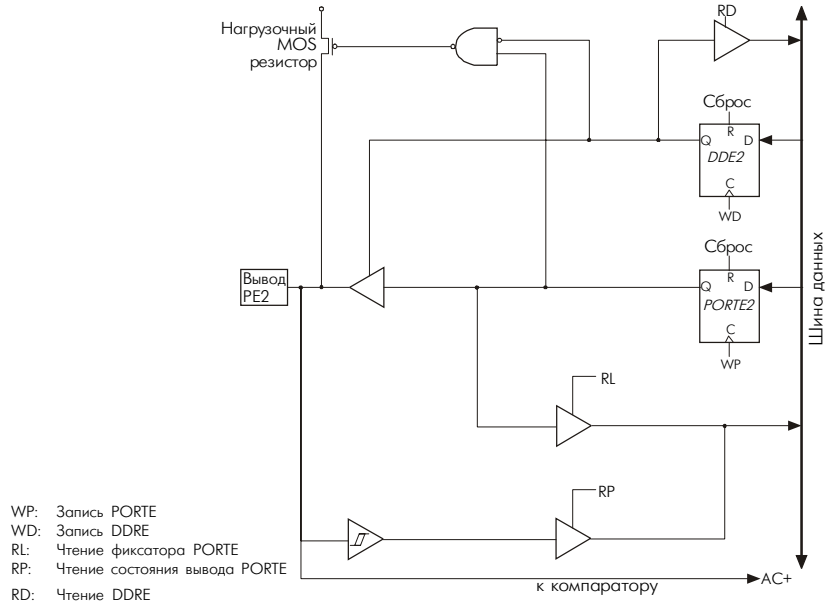 Нагрузочный
MOS
резистор
RD
Сброс
R
Q
D
DDE2
C
WD
Сброс
R
Q
D
PORTE2
C
WP
Шина данных
Вывод
PE2
RL
RP
к компаратору
AC+
WP: Запись PORTE
WD: Запись DDRE
RL: Чтение фиксатора PORTE
RP: Чтение состояния вывода PORTE
RD: Чтение DDRE